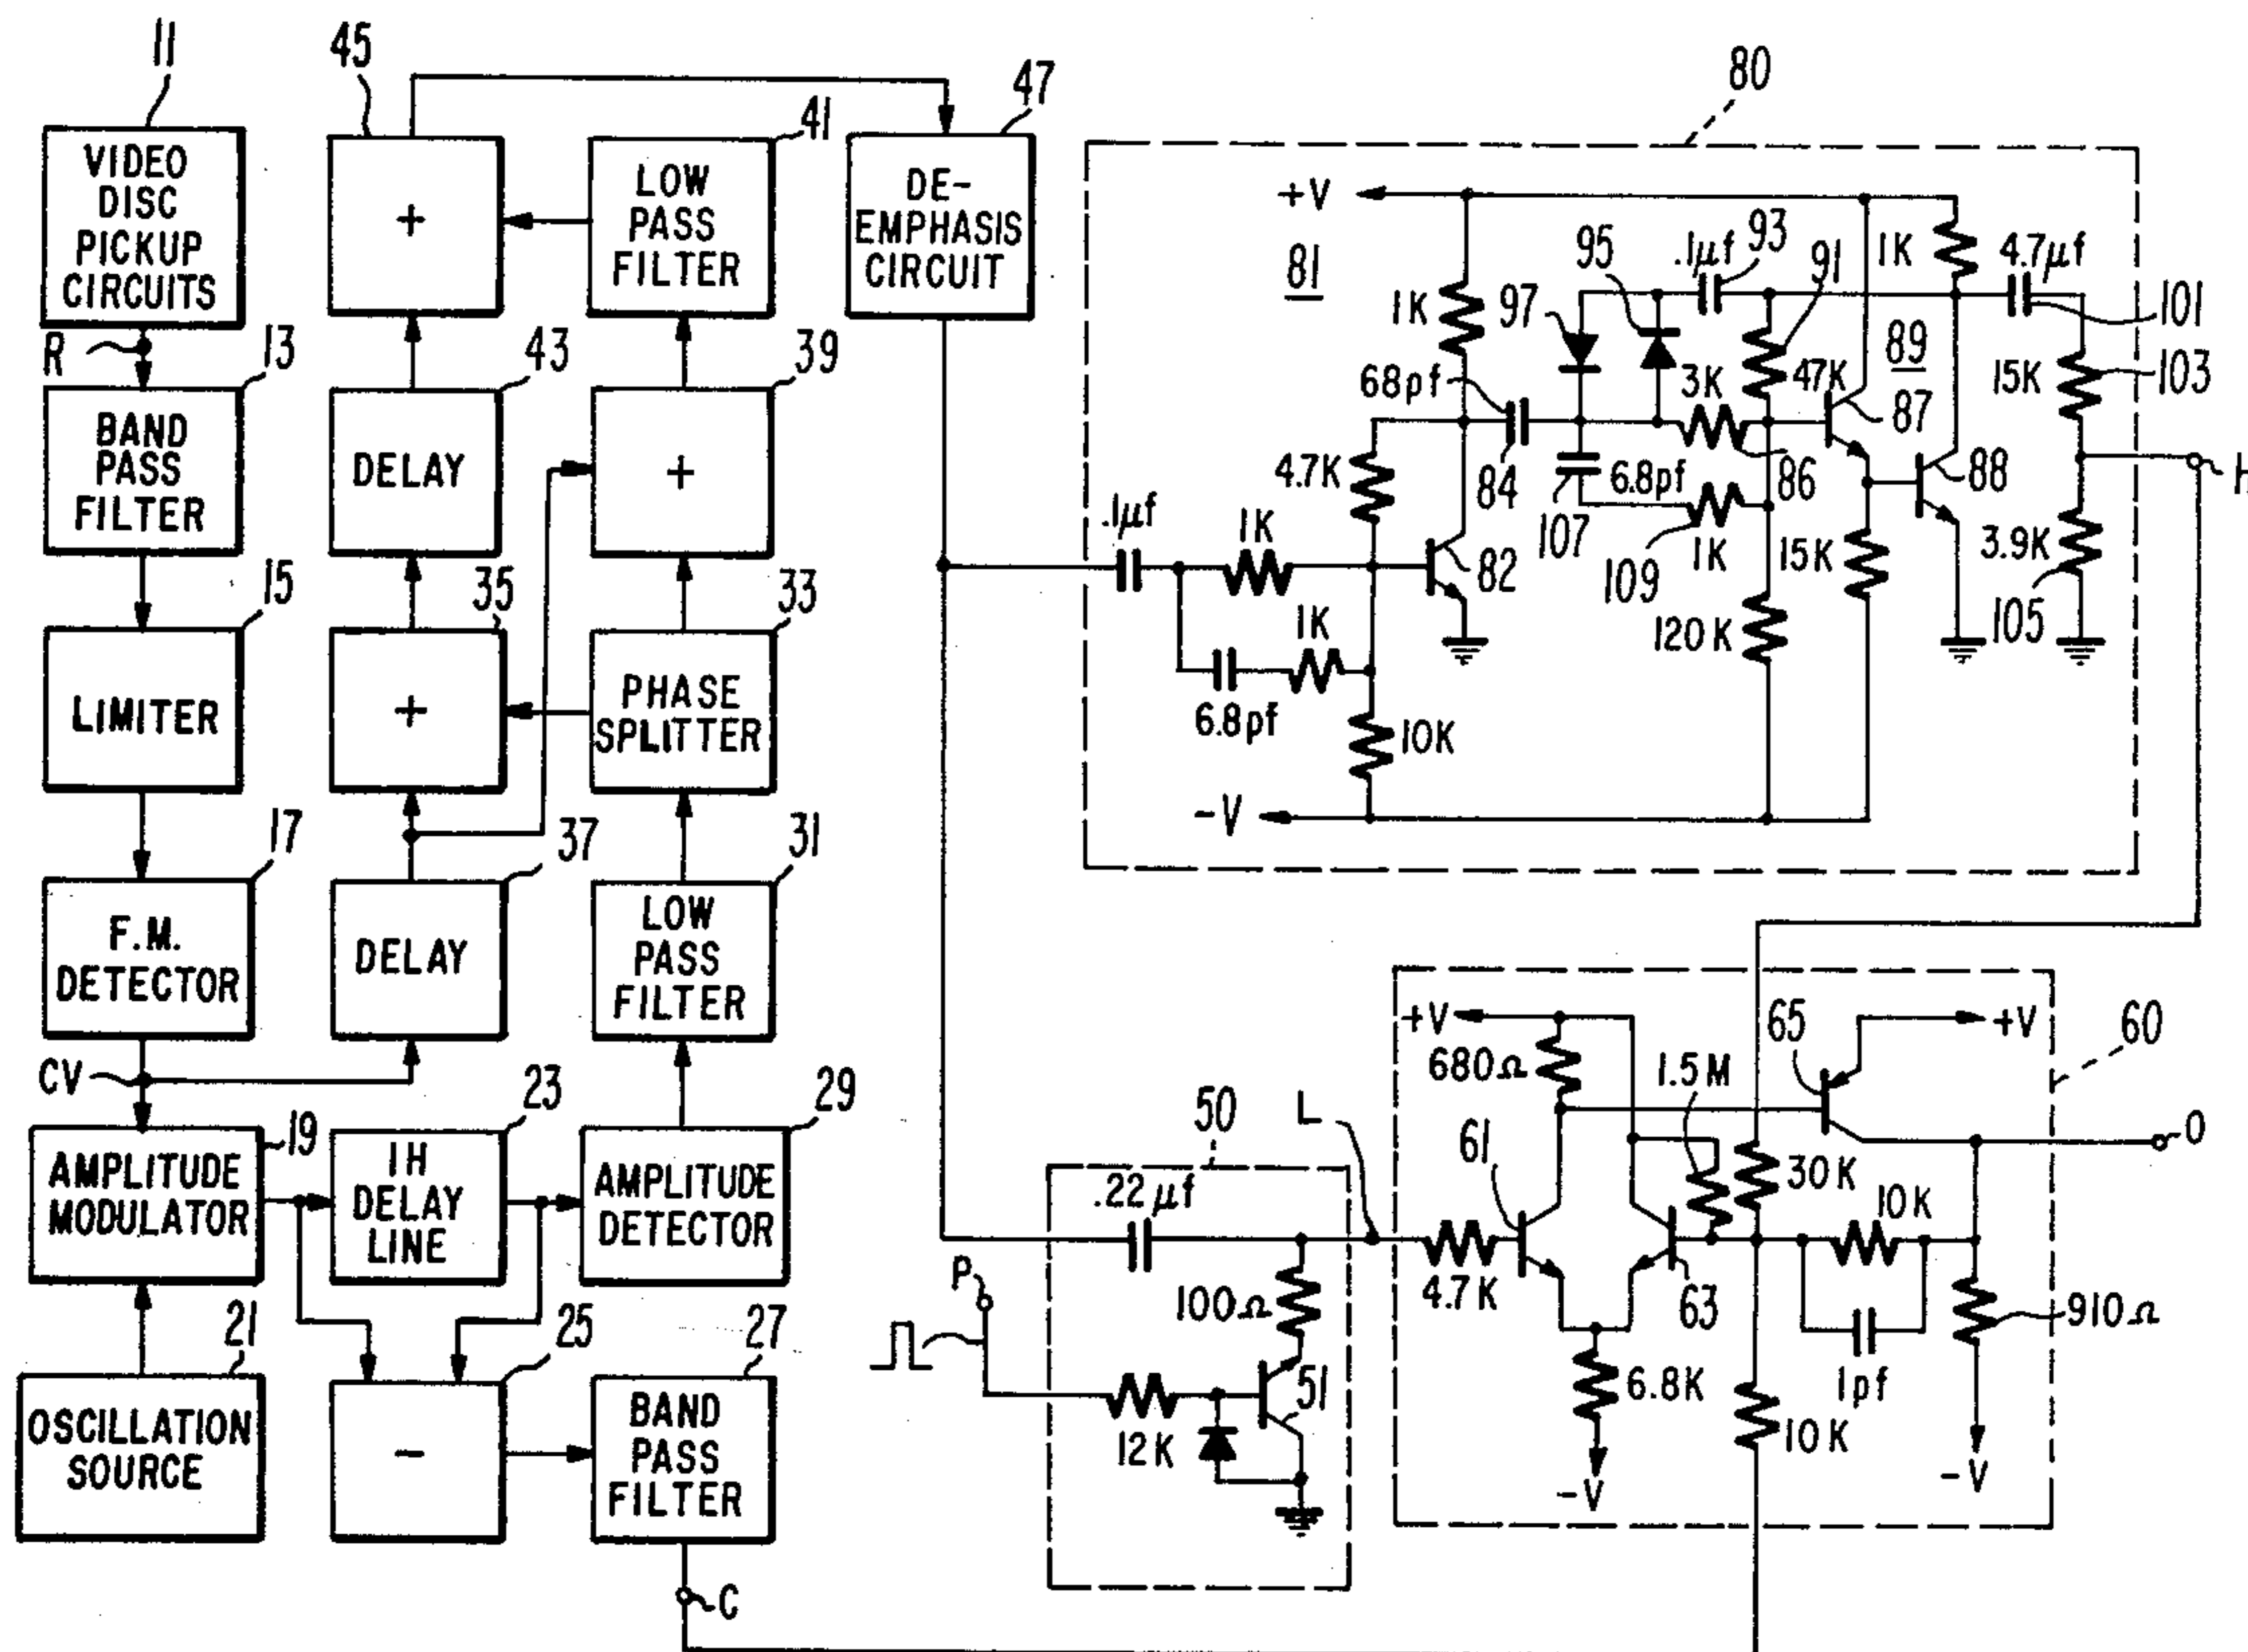 11
45
41
47
80
VIDEO
DISC
PICKUP
CIRCUITS
+
LOW
PASS
FILTER
DE-
EMPHASIS
CIRCUIT
R
13
43
39
BAND
PASS
FILTER
DELAY
+
15
35
33
LIMITER
+
PHASE
SPLITTER
17
37
31
F.M.
DETECTOR
DELAY
LOW
PASS
FILTER
CV
19
23
29
AMPLITUDE
MODULATOR
1H
DELAY
LINE
AMPLITUDE
DETECTOR
21
25
27
OSCILLATION
SOURCE
-
BAND
PASS
FILTER
C
+V
81
1K
97
95
.1µf
93
91
1K
4.7µf
101
89
68pf
3K
47K
87
15K
103
4.7K
84
6.8pf
86
88
H
.1µf
1K
82
107
109
1K
15K
3.9K
105
1K
6.8pf
120K
10K
-V
50
L
+V
65
+V
60
680Ω
1.5M
.22µf
61
30K
10K
O
P
100Ω
4.7K
63
910Ω
12K
51
6.8K
1pf
10K
-V
-V